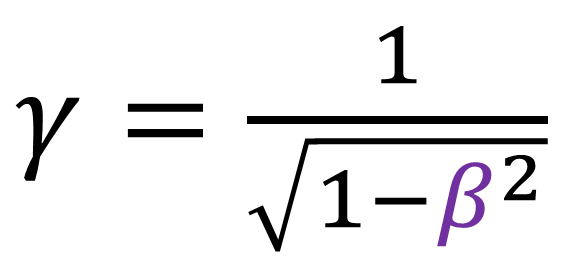 γ = 1 / √(1−β²)